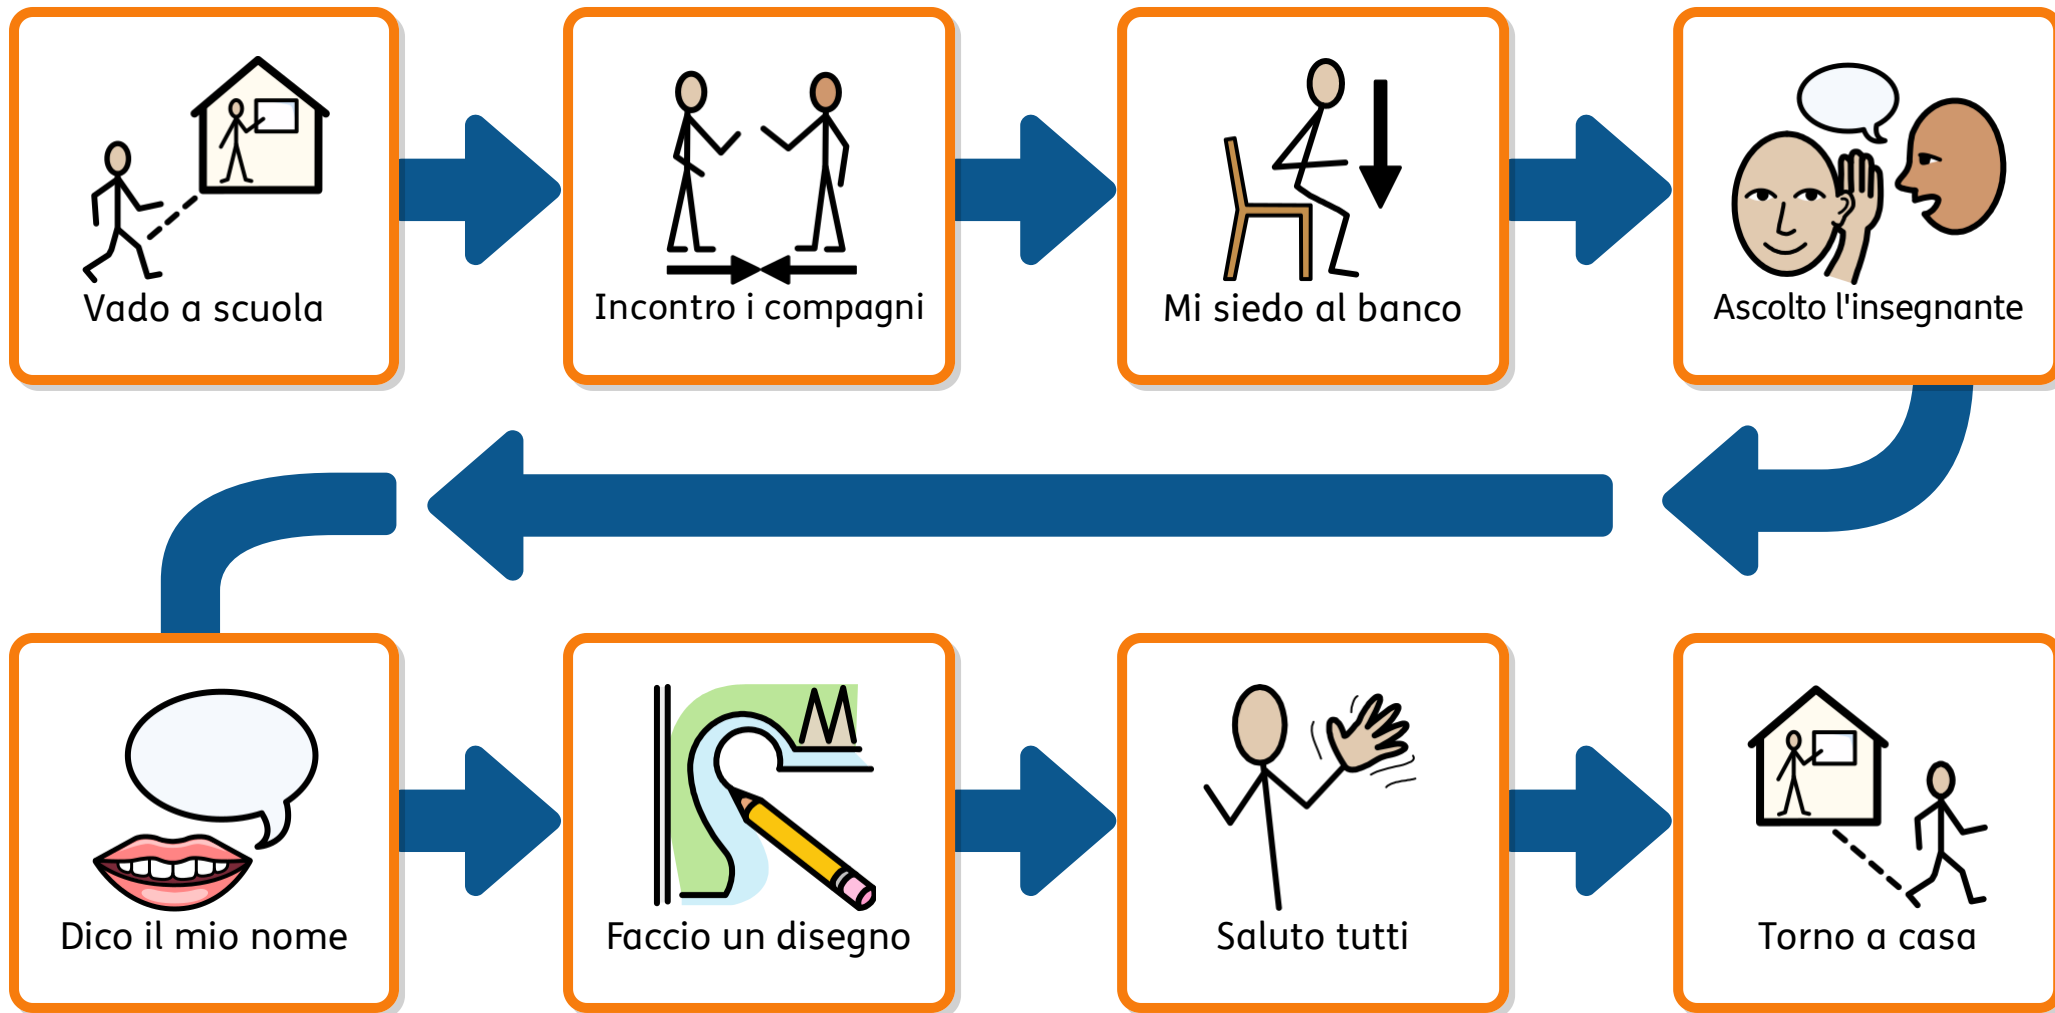 Vado a scuola
Incontro i compagni
Mi siedo al banco
Ascolto l'insegnante
Dico il mio nome
Faccio un disegno
Saluto tutti
Torno a casa